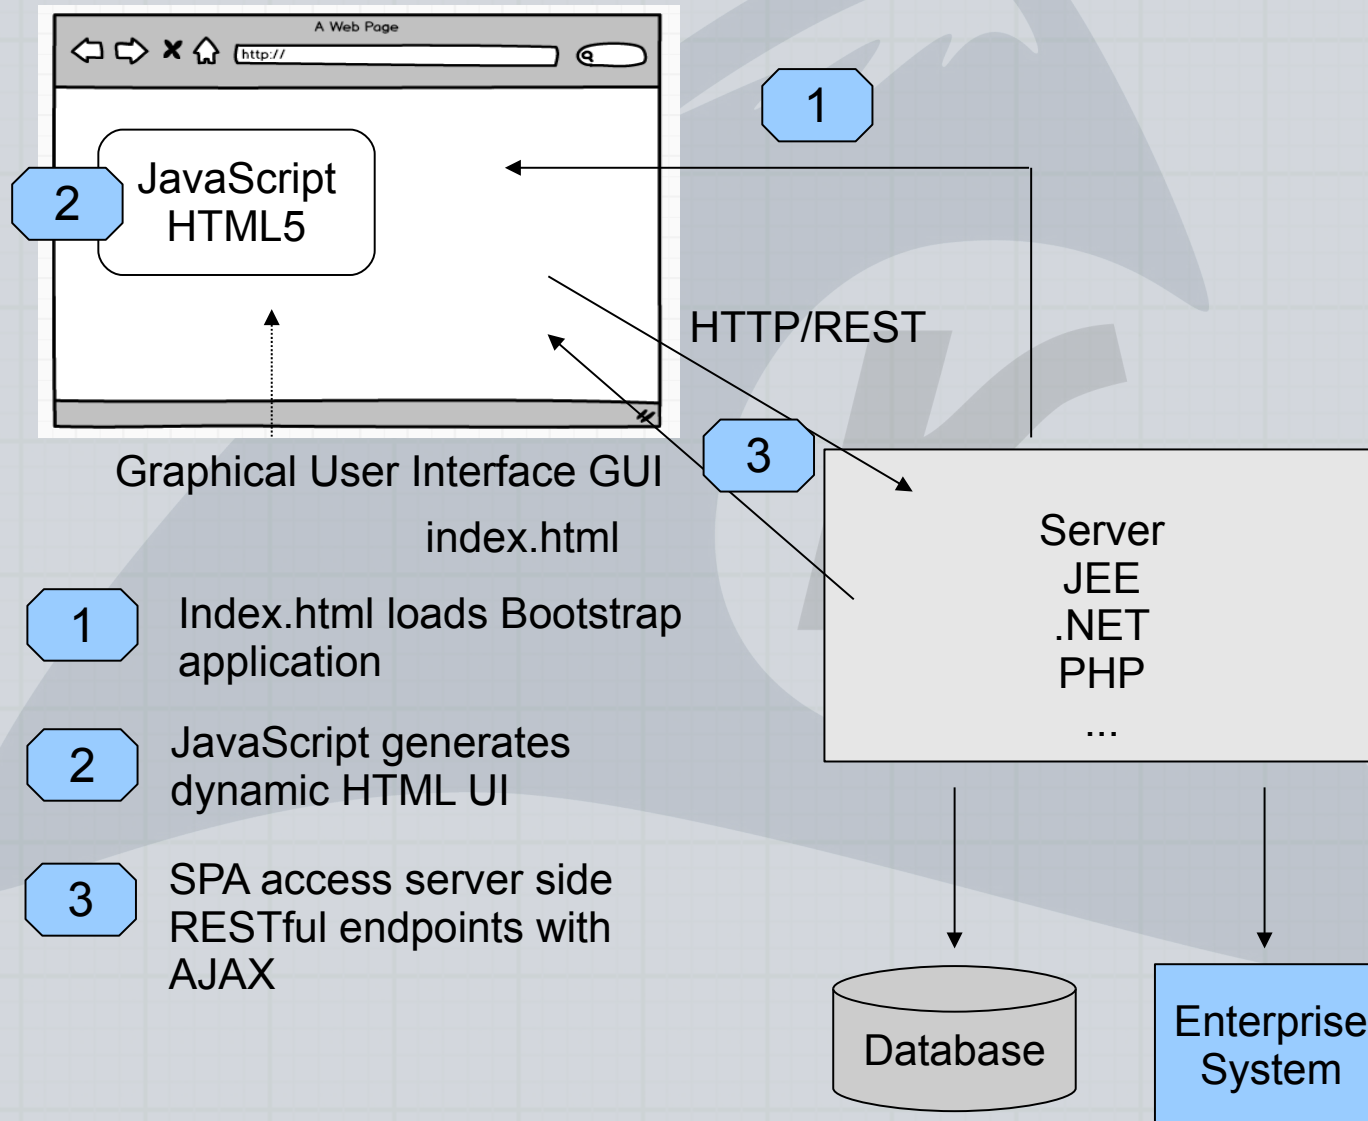 A Web Page
http://
1
2
JavaScript
HTML5
HTTP/REST
3
Graphical User Interface GUI
index.html
Server
JEE
.NET
PHP
...
1
Index.html loads Bootstrap
application
2
JavaScript generates
dynamic HTML UI
3
SPA access server side
RESTful endpoints with
AJAX
Database
Enterprise
System